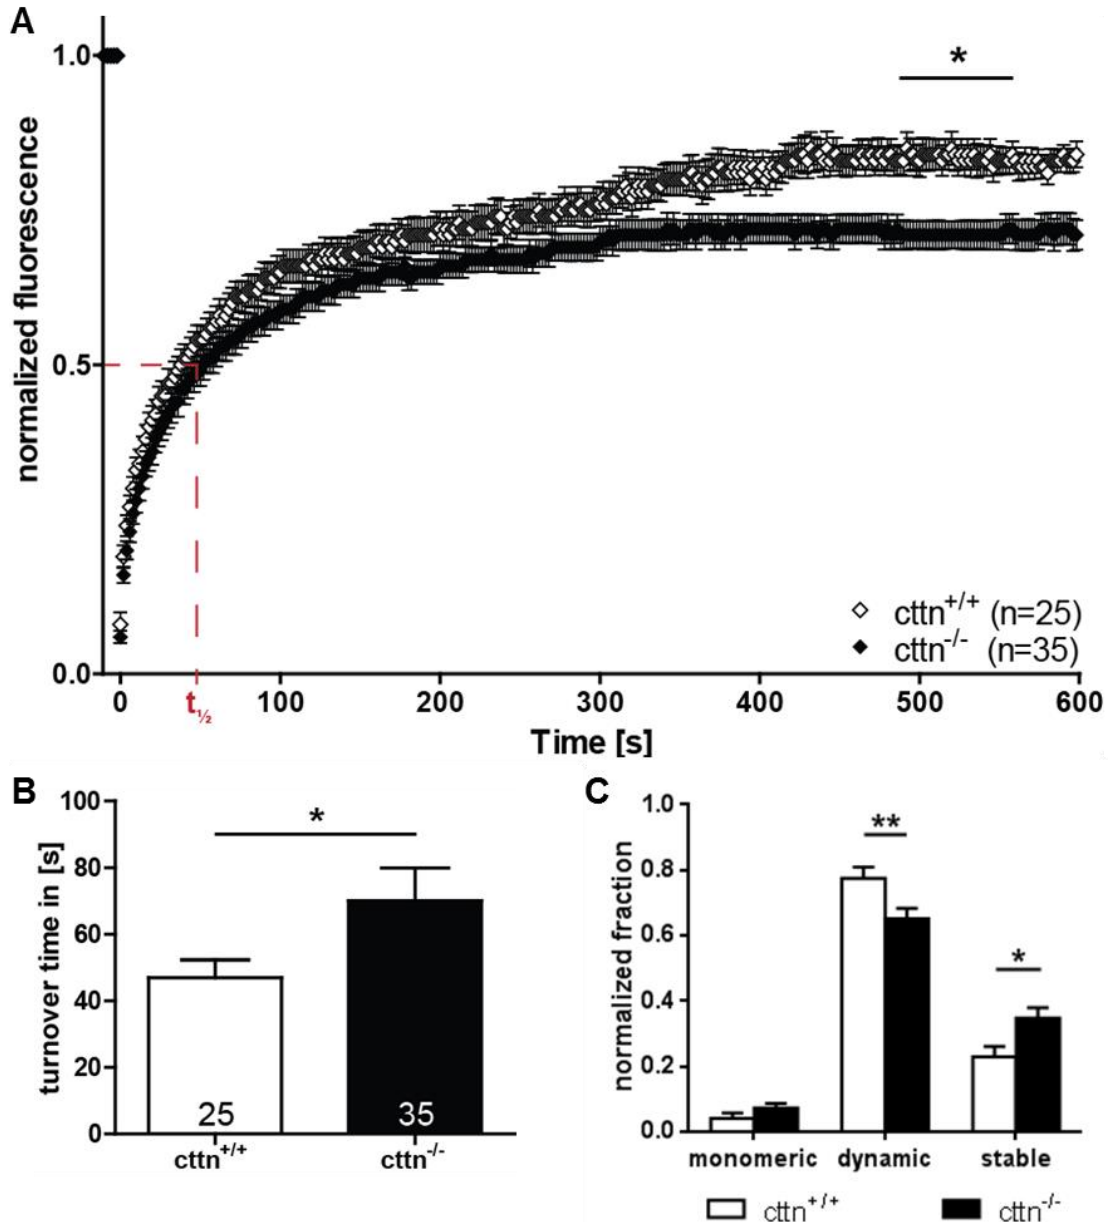 A
1.0
*
normalized fluorescence
0.5
cttn+/+ (n=25)
cttn-/- (n=35)
0.0
0 100 200 300 400 500 600
t½
Time [s]
B
100
80
60
40
20
0
turnover time in [s]
*
25 35
cttn+/+ cttn-/-
C
1.0
0.8
0.6
0.4
0.2
0.0
normalized fraction
**
*
monomeric dynamic stable
cttn+/+ cttn-/-